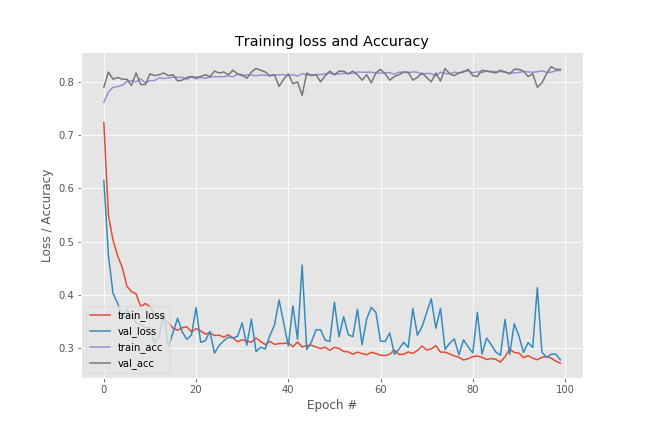 Training loss and Accuracy
Loss / Accuracy
0.8
0.7
0.6
0.5
0.4
0.3
train_loss
val_loss
train_acc
val_acc
0 20 40 60 80 100
Epoch #